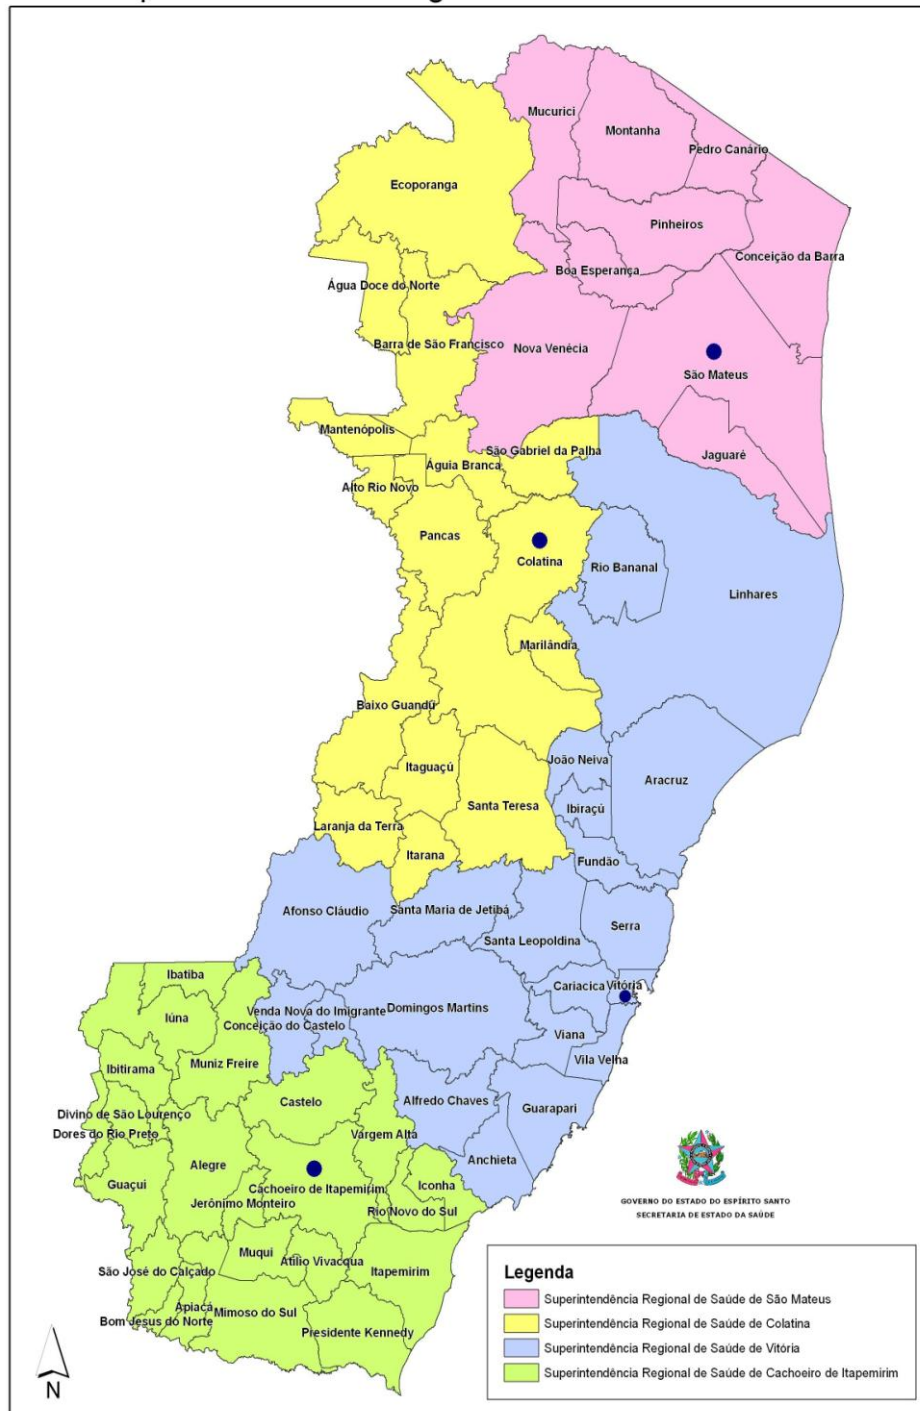 Mucurici
Montanha
Pedro Canário
Ecoporanga
Pinheiros
Conceição da Barra
Boa Esperança
Água Doce do Norte
Barra de São Francisco
Nova Venécia
São Mateus
Mantenópolis
São Gabriel da Palha
Jaguaré
Águia Branca
Alto Rio Novo
Pancas
Colatina
Rio Bananal
Linhares
Marilândia
Baixo Guandú
Itaguaçú
João Neiva
Aracruz
Santa Teresa
Ibiraçú
Laranja da Terra
Itarana
Fundão
Afonso Cláudio
Santa Maria de Jetibá
Serra
Santa Leopoldina
Ibatiba
Cariacica
Vitória
Iúna
Venda Nova do Imigrante
Domingos Martins
Conceição do Castelo
Viana
Muniz Freire
Vila Velha
Ibitirama
Castelo
Alfredo Chaves
Guarapari
Divino de São Lourenço
Dores do Rio Preto
Vargem Alta
Alegre
Anchieta
Guaçui
Cachoeiro de Itapemirim
Iconha
Jerônimo Monteiro
Rio Novo do Sul
Muqui
Atilio Vivacqua
São José do Calçado
Itapemirim
Apiacá
Mimoso do Sul
Bom Jesus do Norte
Presidente Kennedy
GOVERNO DO ESTADO DO ESPÍRITO SANTO
SECRETARIA DE ESTADO DA SAÚDE
Legenda
Superintendência Regional de Saúde de São Mateus
Superintendência Regional de Saúde de Colatina
Superintendência Regional de Saúde de Vitória
Superintendência Regional de Saúde de Cachoeiro de Itapemirim
N